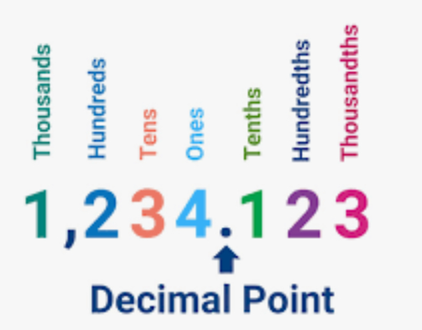 Thousands
Hundreds
Tens
Ones
Tenths
Hundredths
Thousandths
1,234.123
Decimal Point